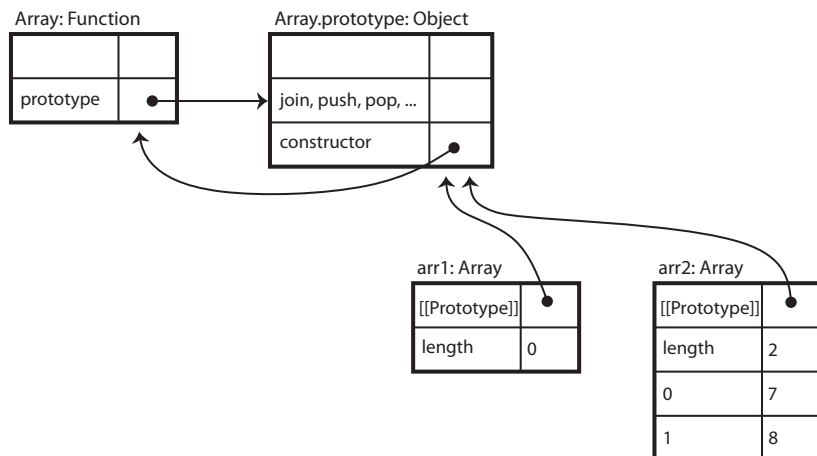 Array: Function
prototype
Array.prototype: Object
join, push, pop, ...
constructor
arr1: Array
[[Prototype]]
length 0
arr2: Array
[[Prototype]]
length 2
0 7
1 8